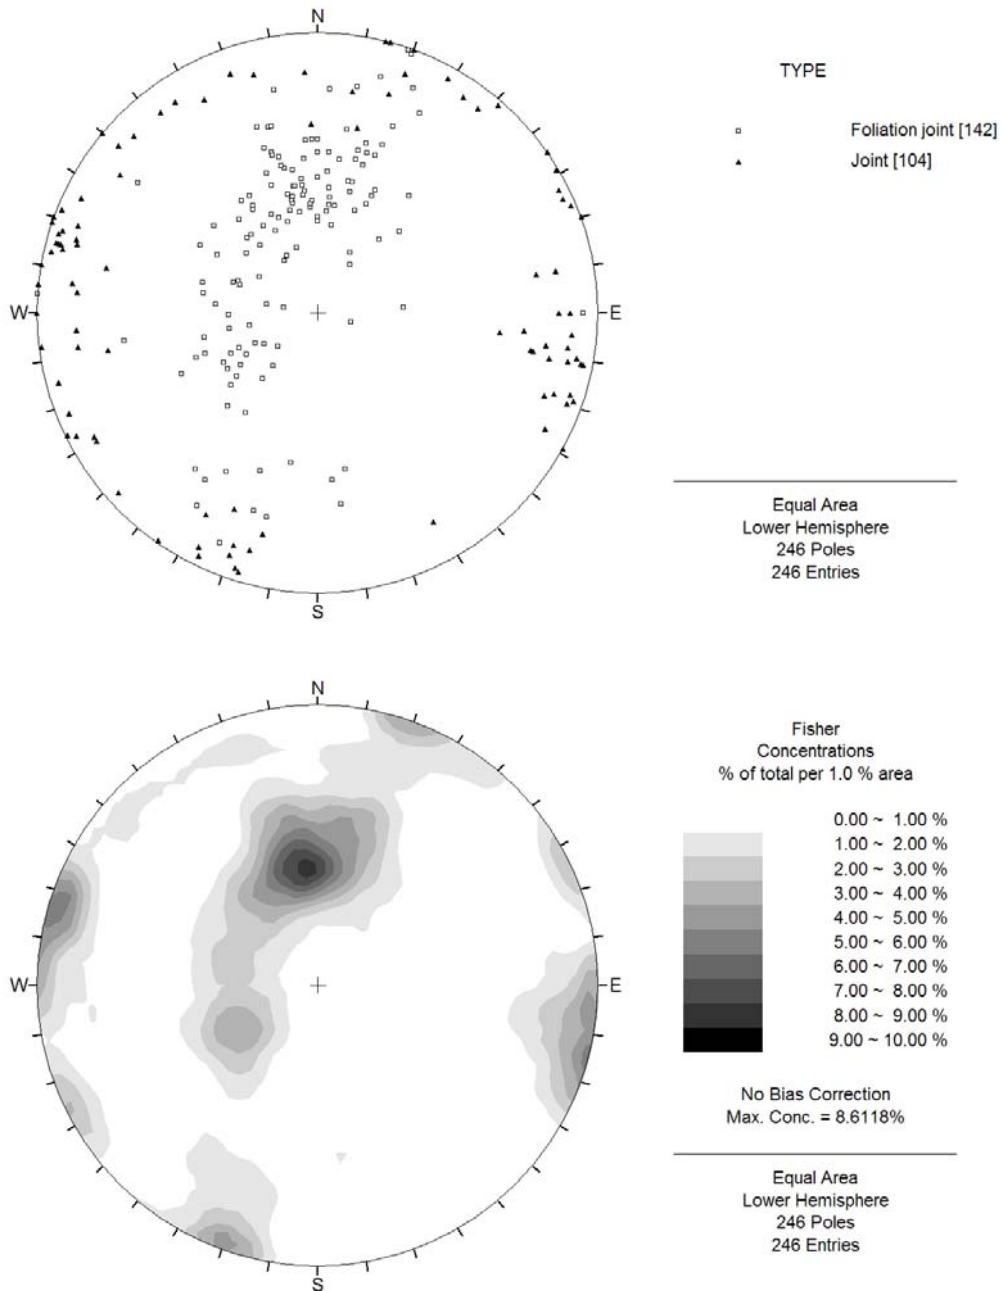 N
W
E
S
TYPE
Foliation joint [142]
Joint [104]
Equal Area
Lower Hemisphere
246 Poles
246 Entries
N
W
E
S
Fisher
Concentrations
% of total per 1.0 % area
0.00 ~ 1.00 %
1.00 ~ 2.00 %
2.00 ~ 3.00 %
3.00 ~ 4.00 %
4.00 ~ 5.00 %
5.00 ~ 6.00 %
6.00 ~ 7.00 %
7.00 ~ 8.00 %
8.00 ~ 9.00 %
9.00 ~ 10.00 %
No Bias Correction
Max. Conc. = 8.6118%
Equal Area
Lower Hemisphere
246 Poles
246 Entries